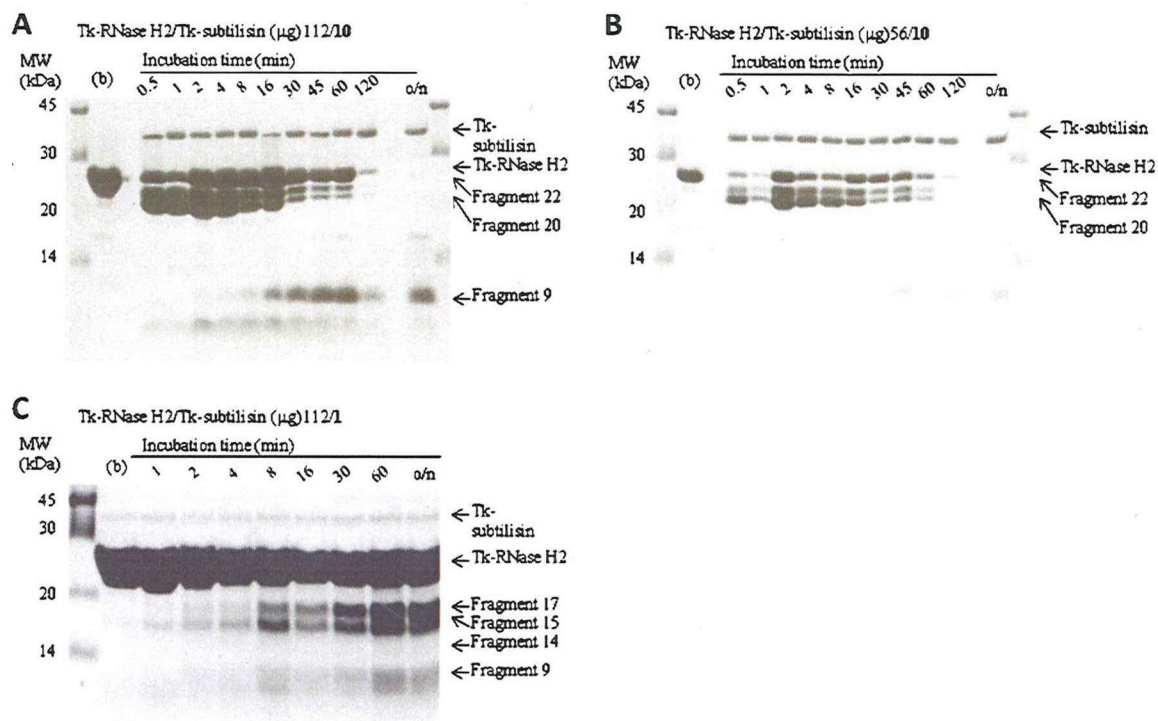 A
Tk-RNase H2/Tk-subtilisin (μg)112/10
MW
(kDa)
(b)
Incubation time (min)
0.5 1 2 4 8 16 30 45 60 120 o/n
45
30
20
14
Tk-
subtilisin
Tk-RNase H2
Fragment 22
Fragment 20
Fragment 9
B
Tk-RNase H2/Tk-subtilisin (μg)56/10
MW
(kDa)
(b)
Incubation time (min)
0.5 1 2 4 8 16 30 45 60 120 o/n
45
30
20
14
Tk-subtilisin
Tk-RNase H2
Fragment 22
Fragment 20
C
Tk-RNase H2/Tk-subtilisin (μg)112/1
MW
(kDa)
(b)
Incubation time (min)
1 2 4 8 16 30 60 o/n
45
30
20
14
Tk-
subtilisin
Tk-RNase H2
Fragment 17
Fragment 15
Fragment 14
Fragment 9